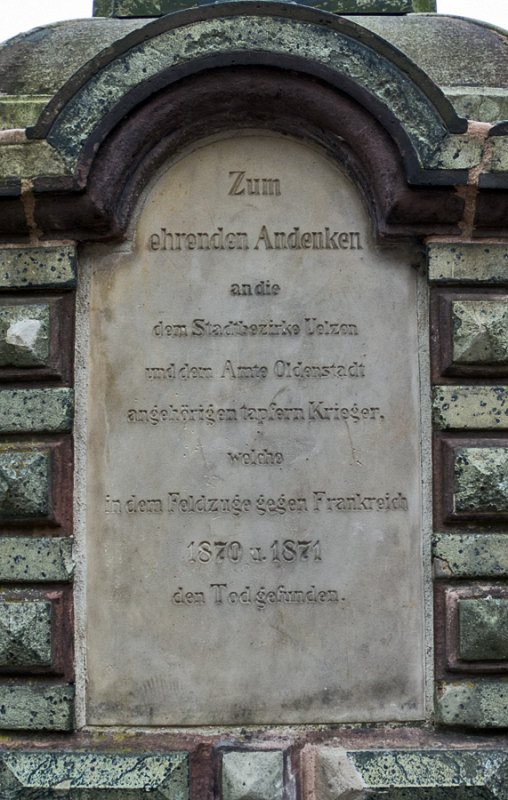 Zum
ehrenden Andenken
an die
dem Stadtbezirke Uelzen
und dem Amte Oldenstadt
angehörigen tapfern Krieger,
welche
in dem Feldzuge gegen Frankreich
1870 u. 1871
den Tod gefunden.